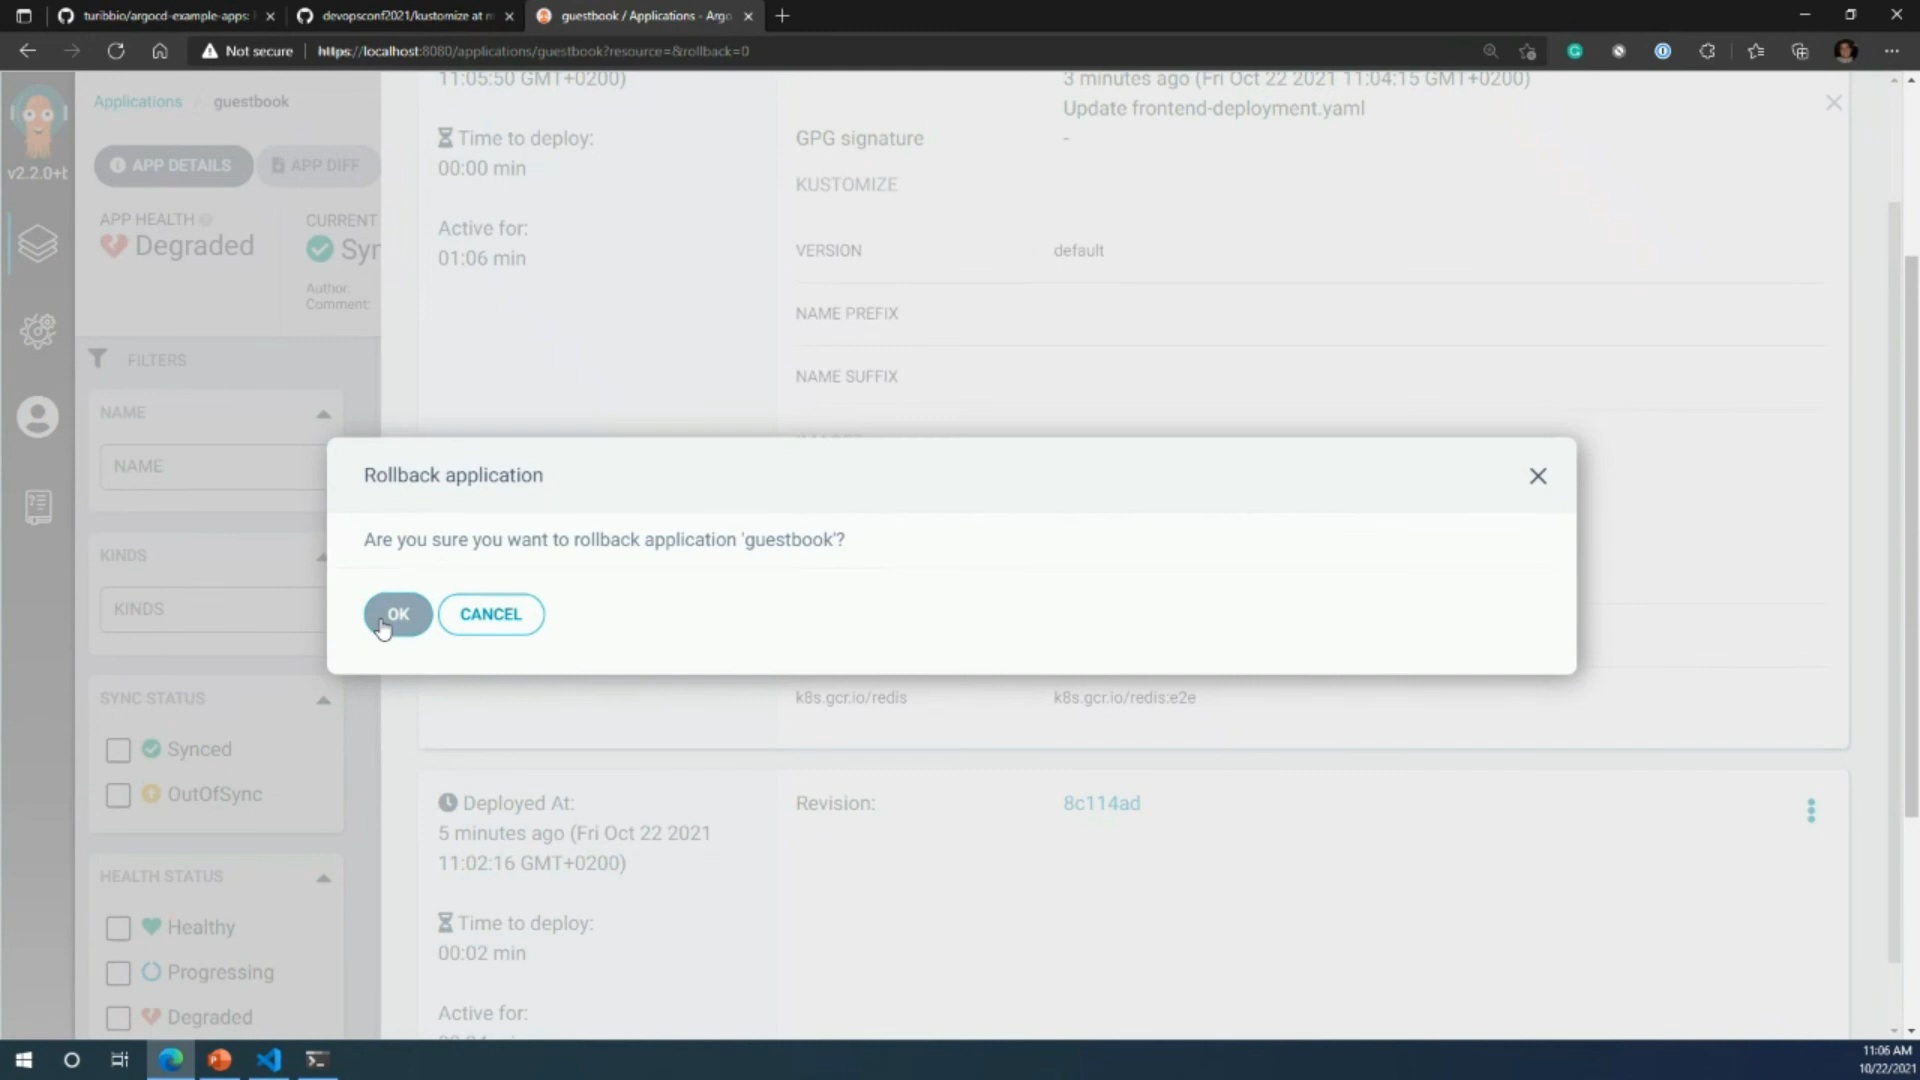 turibbio/argocd-example-apps:
devopsconf2021/kustomize at m
guestbook / Applications - Argo
Not secure
https://localhost:8080/applications/guestbook?resource=&rollback=0
v2.2.0+b
Applications / guestbook
APP DETAILS
APP DIFF
APP HEALTH
Degraded
CURRENT
Syn
Author:
Comment:
FILTERS
NAME
NAME
KINDS
KINDS
SYNC STATUS
Synced
OutOfSync
HEALTH STATUS
Healthy
Progressing
Degraded
11:05:50 GMT+0200)
Time to deploy:
00:00 min
Active for:
01:06 min
3 minutes ago (Fri Oct 22 2021 11:04:15 GMT+0200)
Update frontend-deployment.yaml
GPG signature
-
KUSTOMIZE
VERSION
default
NAME PREFIX
NAME SUFFIX
Rollback application
Are you sure you want to rollback application 'guestbook'?
OK
CANCEL
k8s.gcr.io/redis
k8s.gcr.io/redis:e2e
Deployed At:
5 minutes ago (Fri Oct 22 2021
11:02:16 GMT+0200)
Revision:
8c114ad
Time to deploy:
00:02 min
Active for:
11:06 AM
10/22/2021